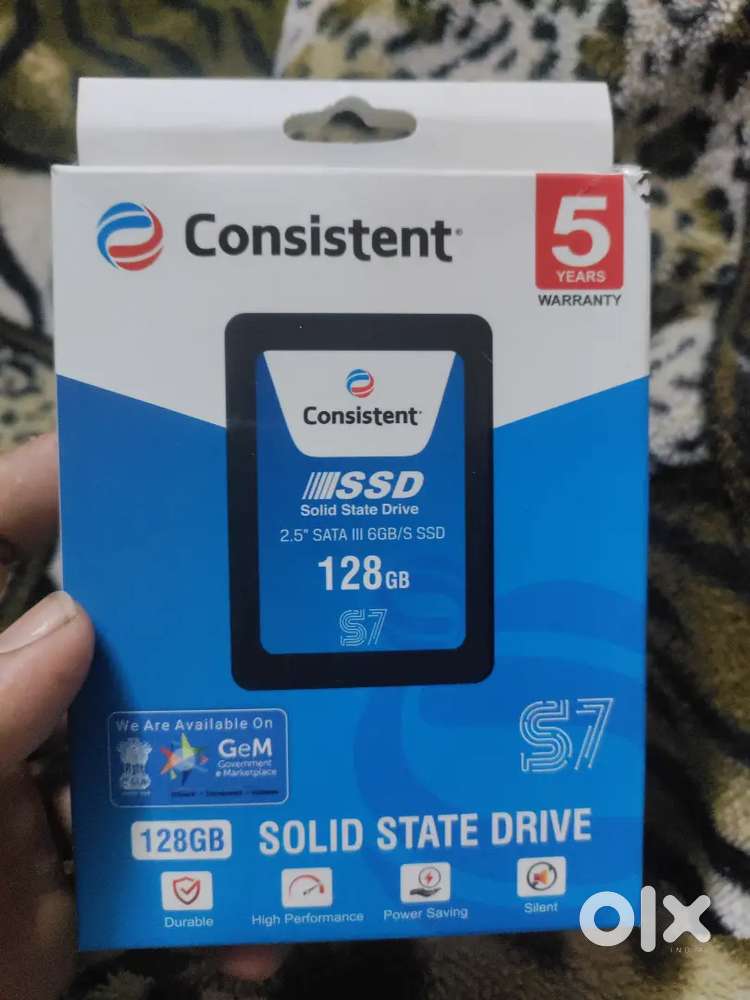 Consistent
5
YEARS
WARRANTY
Consistent
SSD
Solid State Drive
2.5" SATA III 6GB/S SSD
128GB
S7
We Are Available On
GeM
Government
e Marketplace
S7
128GB SOLID STATE DRIVE
Durable
High Performance
Power Saving
Silent
olx
INDIA